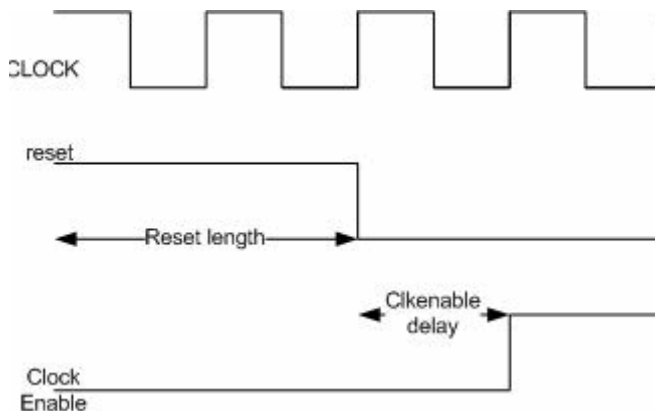 CLOCK
reset
Reset length
Clkenable
delay
Clock
Enable